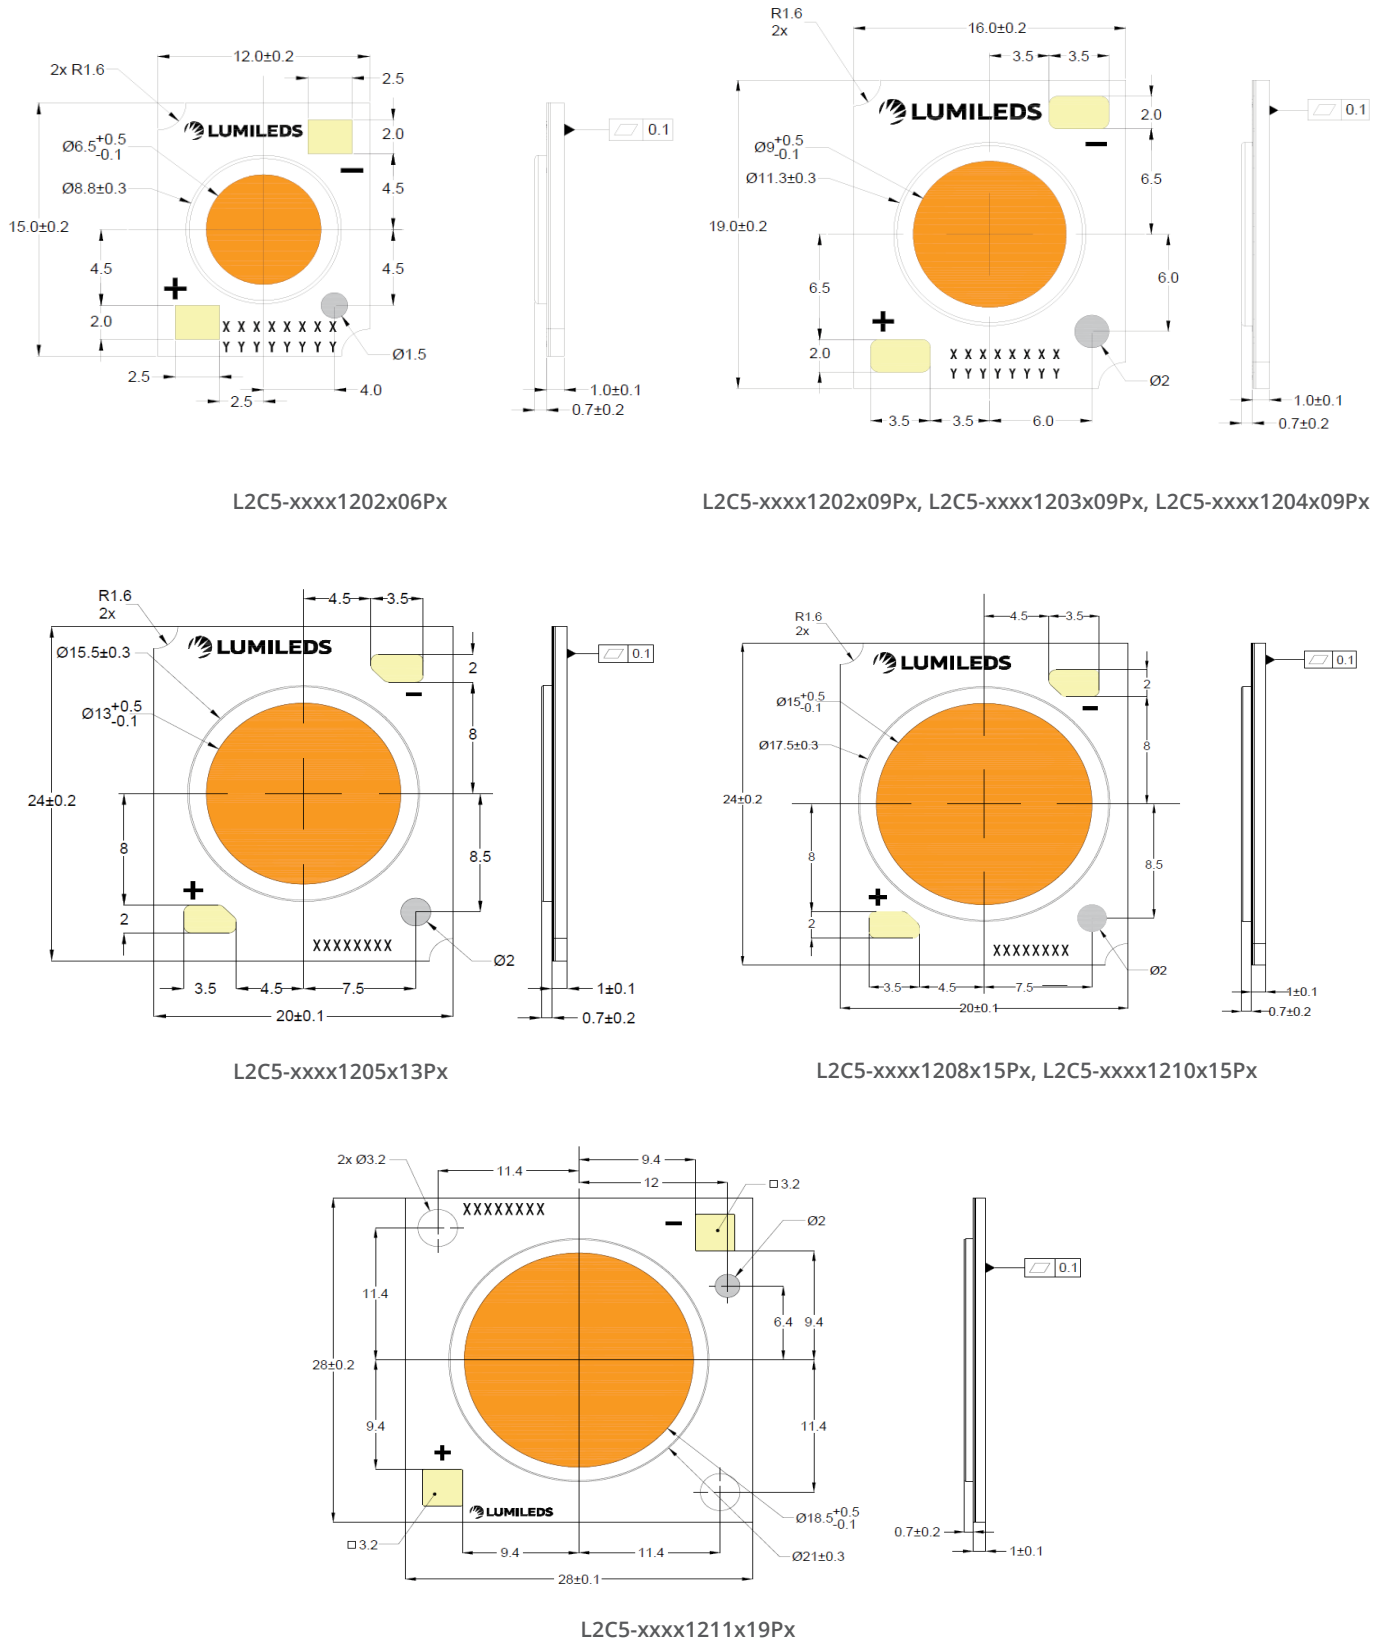 12.0±0.2
2x R1.6
2.5
LUMILEDS
2.0
0.1
Ø6.5+0.5
-0.1
Ø8.8±0.3
4.5
15.0±0.2
4.5
4.5
+
2.0
X X X X X X X X
Y Y Y Y Y Y Y Y
Ø1.5
2.5
4.0
2.5
1.0±0.1
0.7±0.2
L2C5-xxxx1202x06Px
R1.6
2x
16.0±0.2
3.5
3.5
LUMILEDS
2.0
0.1
Ø9+0.5
-0.1
Ø11.3±0.3
6.5
19.0±0.2
6.0
6.5
+
2.0
X X X X X X X X
Y Y Y Y Y Y Y Y
Ø2
3.5
3.5
6.0
1.0±0.1
0.7±0.2
L2C5-xxxx1202x09Px, L2C5-xxxx1203x09Px, L2C5-xxxx1204x09Px
R1.6
2x
4.5
3.5
LUMILEDS
Ø15.5±0.3
2
0.1
Ø13+0.5
-0.1
8
24±0.2
8
8.5
+
2
XXXXXXXX
Ø2
3.5
4.5
7.5
1±0.1
20±0.1
0.7±0.2
L2C5-xxxx1205x13Px
R1.6
2x
4.5
3.5
LUMILEDS
0.1
2
Ø15+0.5
-0.1
Ø17.5±0.3
8
24±0.2
8
8.5
+
2
XXXXXXXX
Ø2
3.5
4.5
7.5
1±0.1
20±0.1
0.7±0.2
L2C5-xxxx1208x15Px, L2C5-xxxx1210x15Px
2x Ø3.2
11.4
9.4
12
□3.2
XXXXXXXX
Ø2
0.1
11.4
6.4
9.4
28±0.2
9.4
11.4
+
LUMILEDS
Ø18.5+0.5
-0.1
□3.2
9.4
11.4
Ø21±0.3
28±0.1
0.7±0.2
1±0.1
L2C5-xxxx1211x19Px